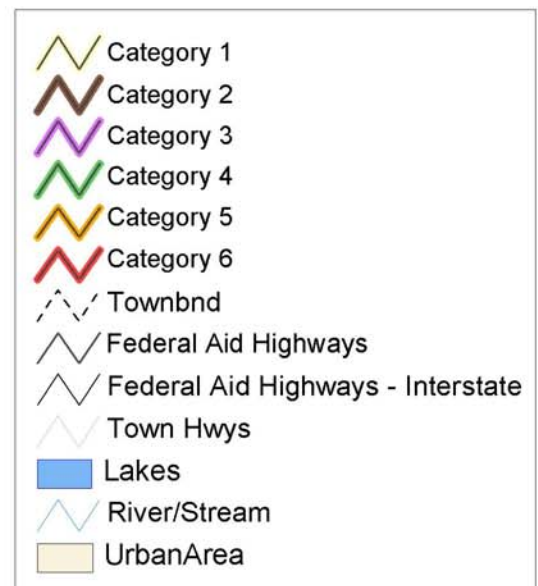 Category 1
Category 2
Category 3
Category 4
Category 5
Category 6
Townbnd
Federal Aid Highways
Federal Aid Highways - Interstate
Town Hwys
Lakes
River/Stream
UrbanArea